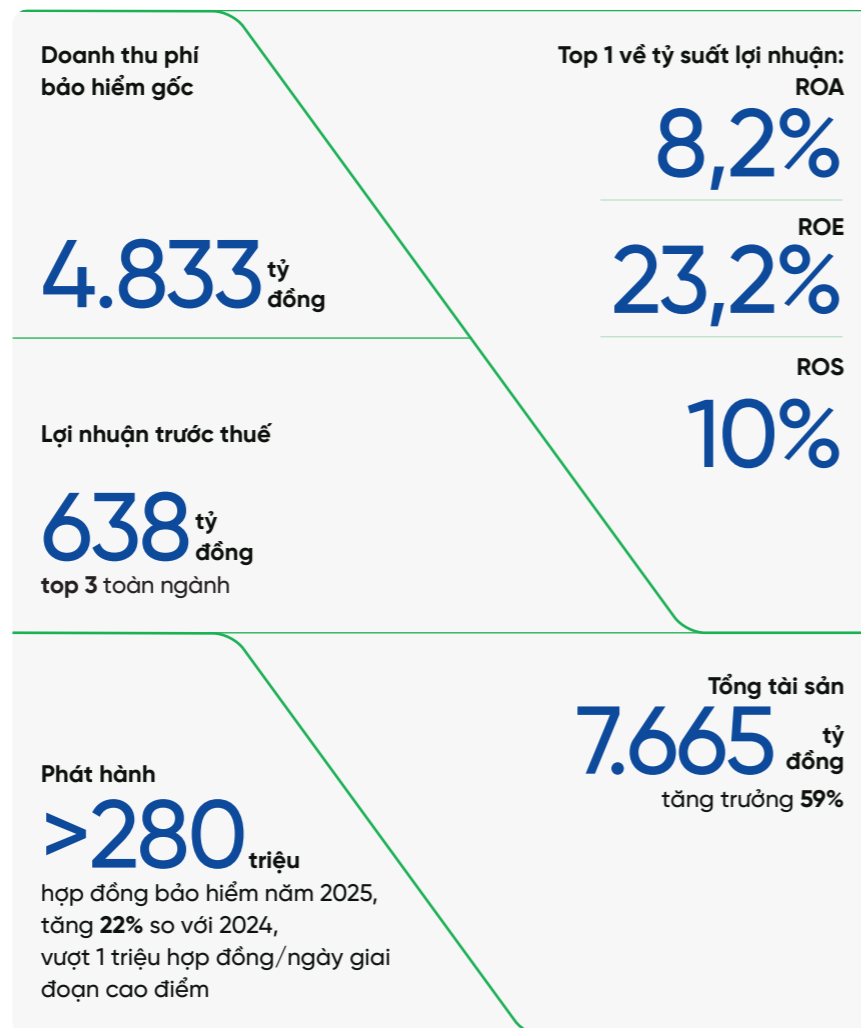 Doanh thu phí
bảo hiểm gốc
4.833 tỷ
đồng
Top 1 về tỷ suất lợi nhuận:
ROA
8,2%
ROE
23,2%
ROS
10%
Lợi nhuận trước thuế
638 tỷ
đồng
top 3 toàn ngành
Phát hành
>280 triệu
hợp đồng bảo hiểm năm 2025,
tăng 22% so với 2024,
vượt 1 triệu hợp đồng/ngày giai
đoạn cao điểm
Tổng tài sản
7.665 tỷ
đồng
tăng trưởng 59%